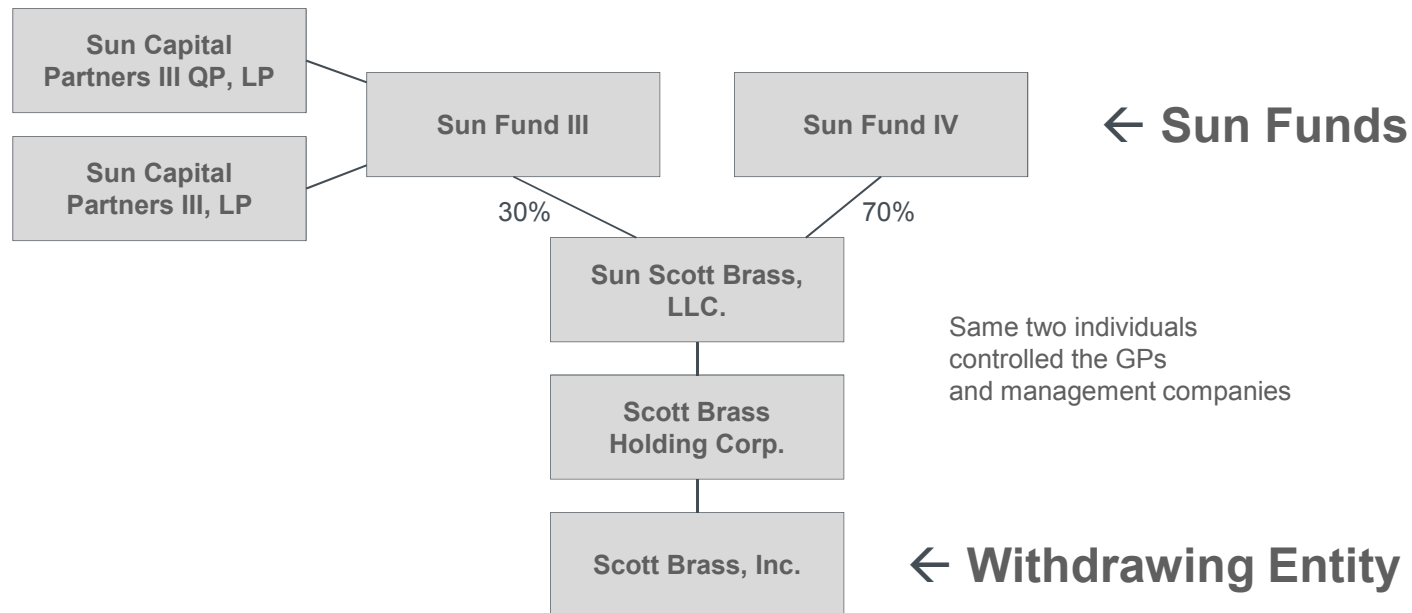 Sun Capital
Partners III QP, LP
Sun Capital
Partners III, LP
Sun Fund III
Sun Fund IV
← Sun Funds
30%
70%
Sun Scott Brass,
LLC.
Same two individuals
controlled the GPs
and management companies
Scott Brass
Holding Corp.
Scott Brass, Inc.
← Withdrawing Entity